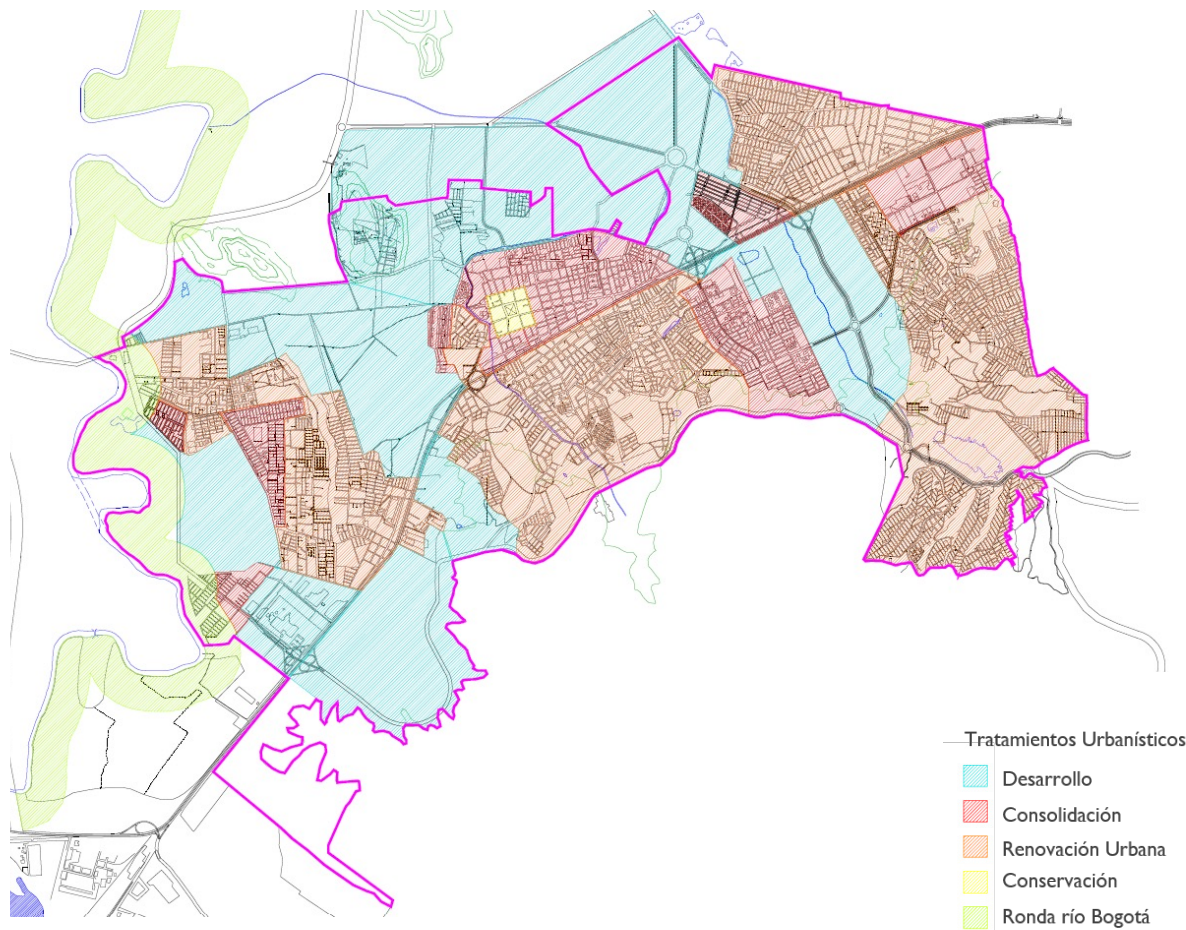 Tratamientos Urbanísticos
Desarrollo
Consolidación
Renovación Urbana
Conservación
Ronda río Bogotá